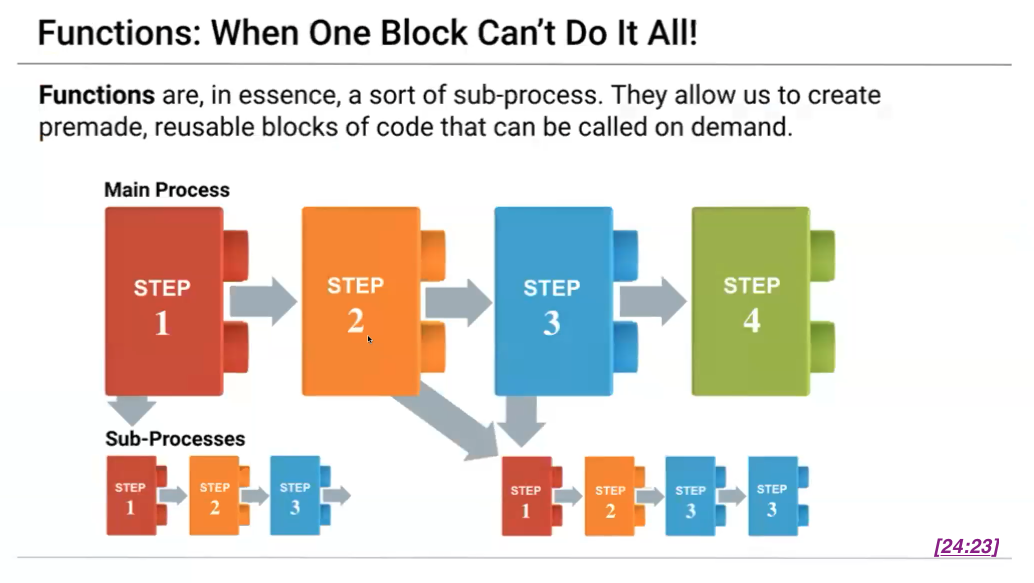 Functions: When One Block Can't Do It All!
Functions are, in essence, a sort of sub-process. They allow us to create
premade, reusable blocks of code that can be called on demand.
Main Process
STEP
1
STEP
2
STEP
3
STEP
4
Sub-Processes
STEP
1
STEP
2
STEP
3
STEP
1
STEP
2
STEP
3
STEP
3
[24:23]